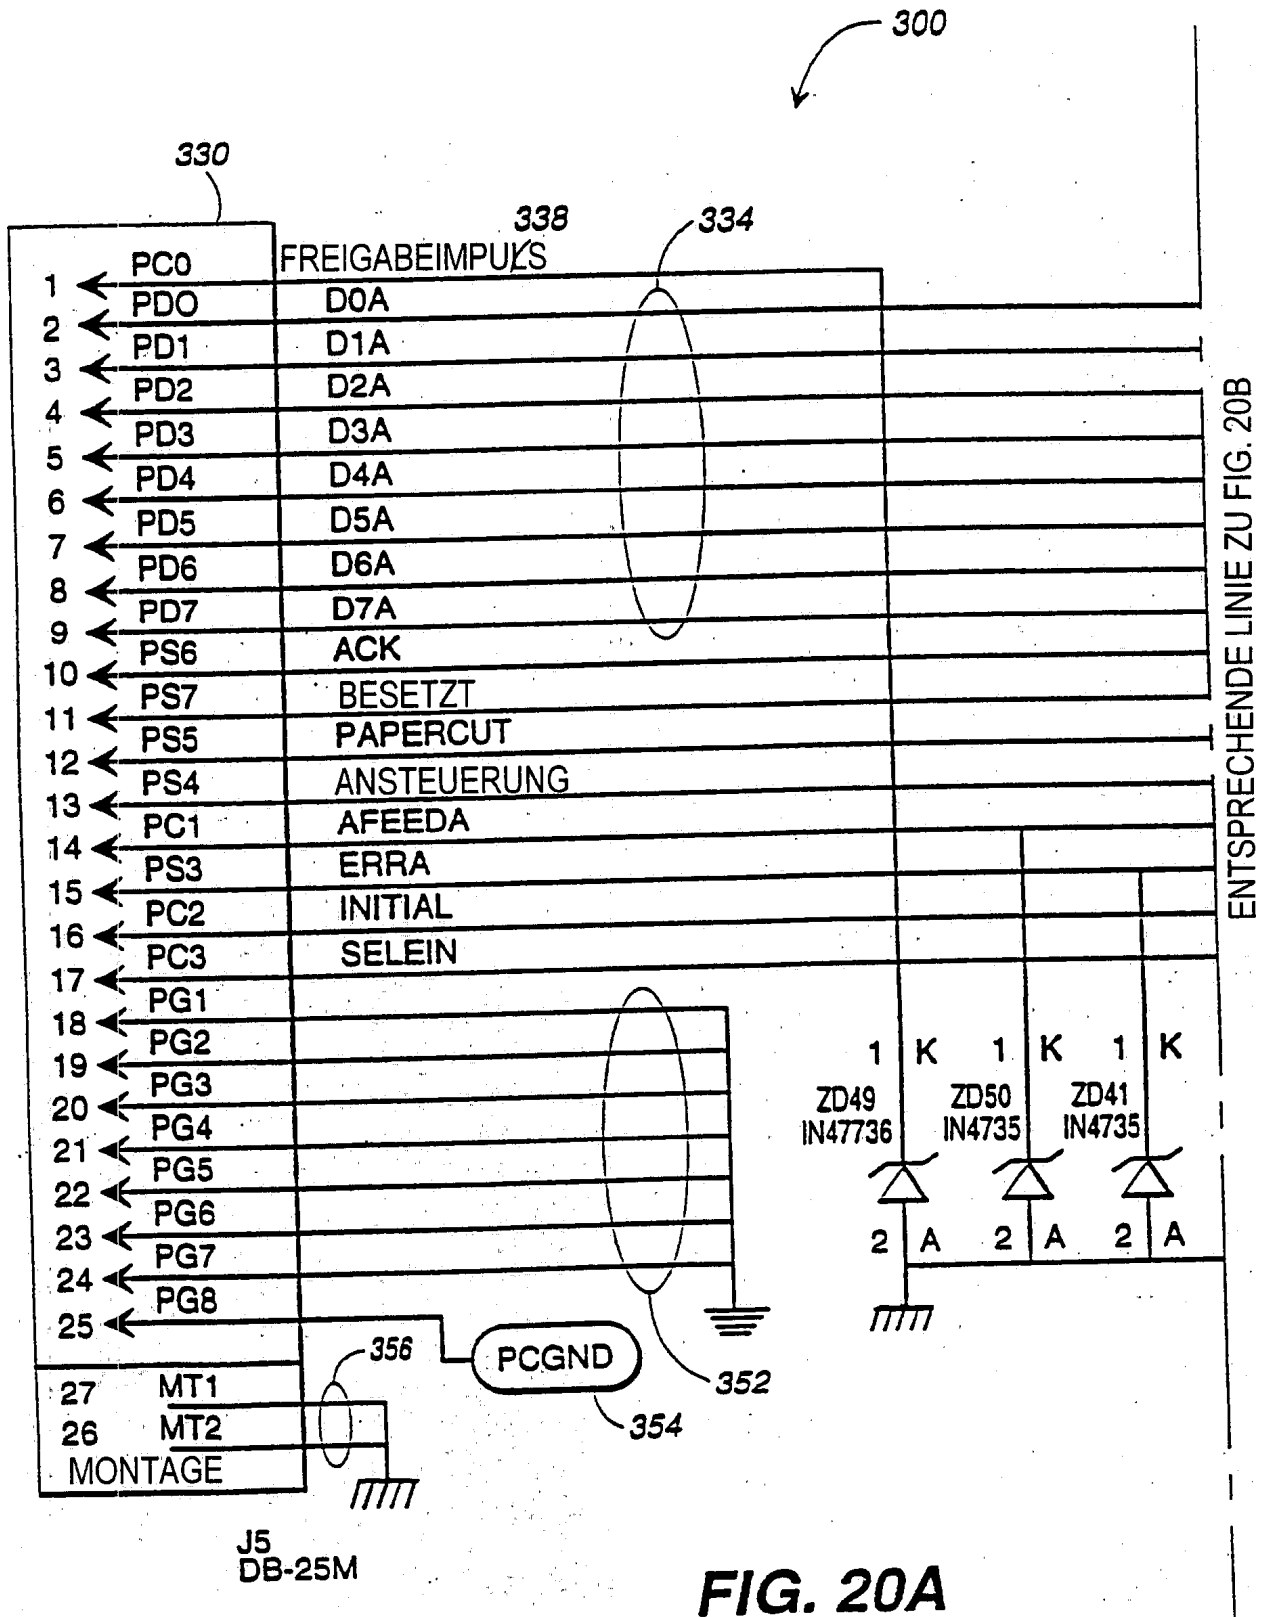 300
330
338
334
PC0 FREIGABEIMPULS
1
PDO D0A
2
PD1 D1A
3
PD2 D2A
4
PD3 D3A
5
PD4 D4A
6
PD5 D5A
7
PD6 D6A
8
PD7 D7A
9
PS6 ACK
10
PS7 BESETZT
11
PS5 PAPERCUT
12
PS4 ANSTEUERUNG
13
PC1 AFEEDA
14
PS3 ERRA
15
PC2 INITIAL
16
PC3 SELEIN
17
PG1
18
PG2
19
PG3
20
PG4
21
PG5
22
PG6
23
PG7
24
PG8
25
27 MT1
26 MT2
MONTAGE
356
PCGND
352
354
1 K 1 K 1 K
ZD49 ZD50 ZD41
IN47736 IN4735 IN4735
2 A 2 A 2 A
ENTSPRECHENDE LINIE ZU FIG. 20B
J5
DB-25M
FIG. 20A